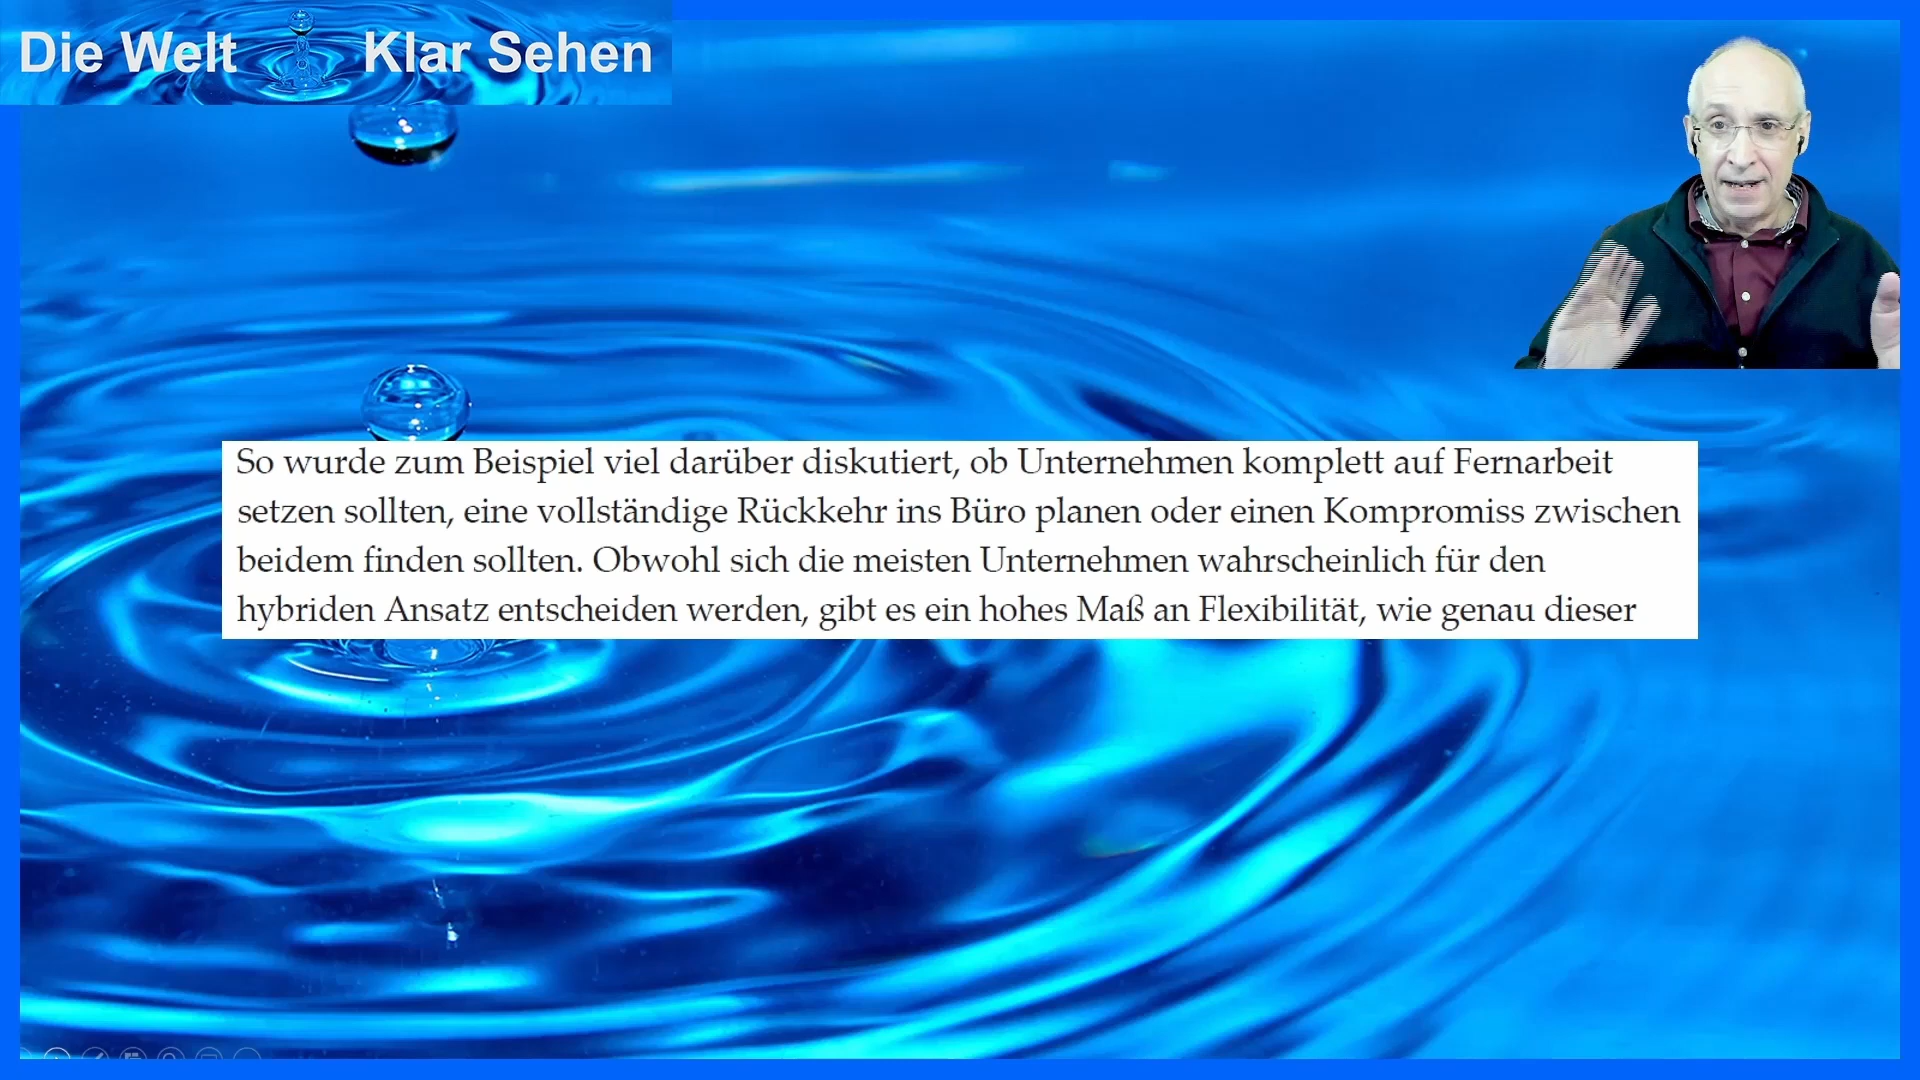 Die Welt Klar Sehen
So wurde zum Beispiel viel darüber diskutiert, ob Unternehmen komplett auf Fernarbeit
setzen sollten, eine vollständige Rückkehr ins Büro planen oder einen Kompromiss zwischen
beidem finden sollten. Obwohl sich die meisten Unternehmen wahrscheinlich für den
hybriden Ansatz entscheiden werden, gibt es ein hohes Maß an Flexibilität, wie genau dieser